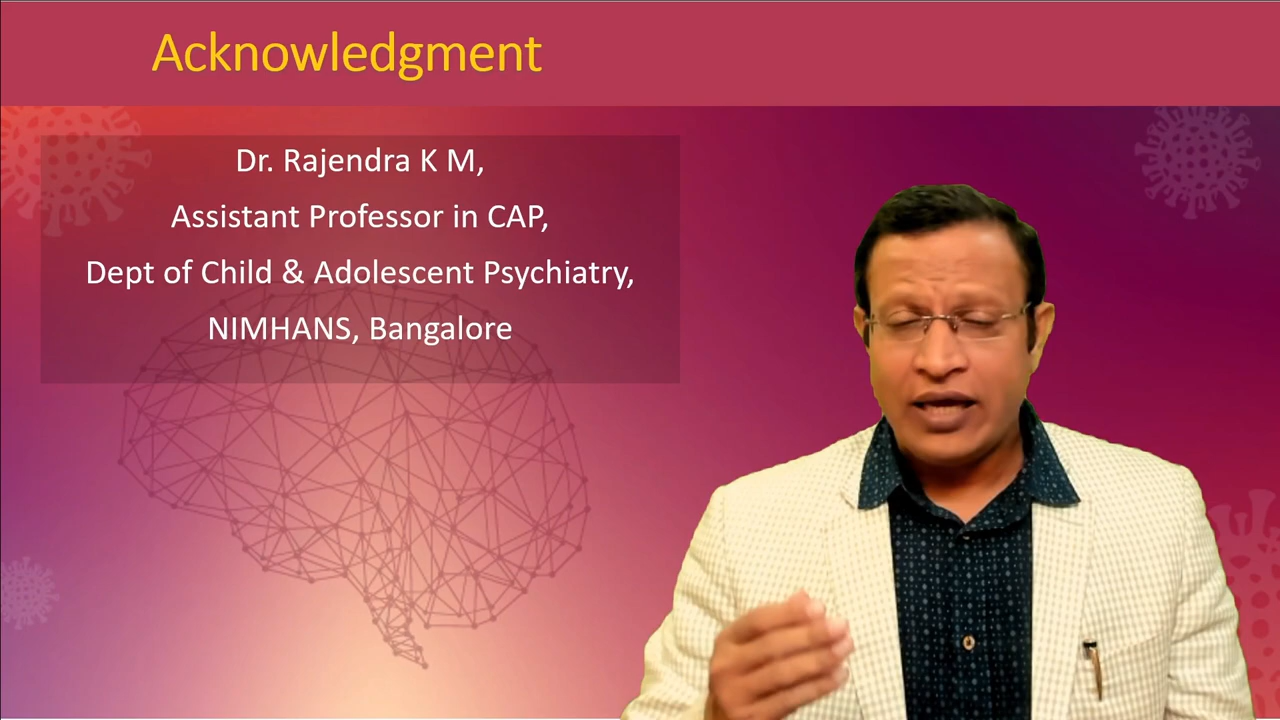 Acknowledgment
Dr. Rajendra K M,
Assistant Professor in CAP,
Dept of Child & Adolescent Psychiatry,
NIMHANS, Bangalore